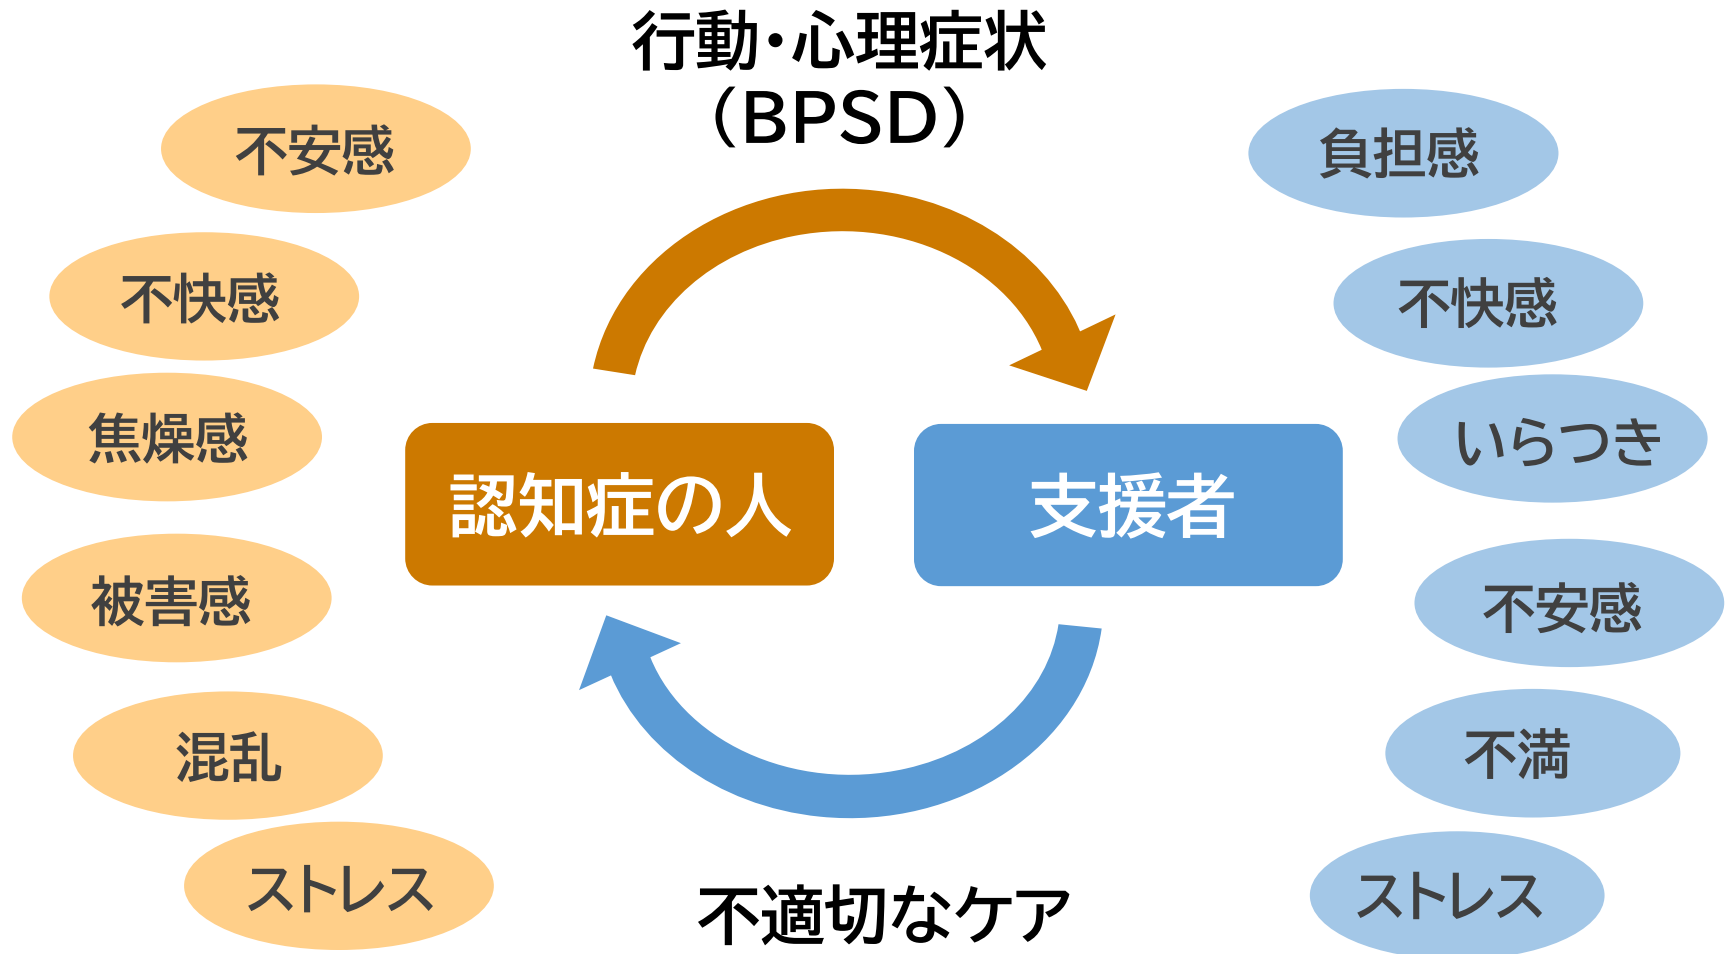 行動・心理症状
（BPSD）
不安感
不快感
焦燥感
被害感
混乱
ストレス
認知症の人
支援者
負担感
不快感
いらつき
不安感
不満
ストレス
不適切なケア